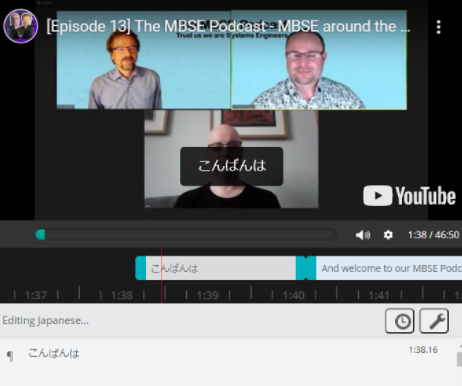 [Episode 13] The MBSE Podcast - MBSE around the ...
Trust us we are Systems Engineers
こんばんは
YouTube
1:38 / 46:50
こんばんは
And welcome to our MBSE Podc
1:37
1:38
1:39
1:40
1:41
Editing Japanese...
¶ こんばんは 1:38.16